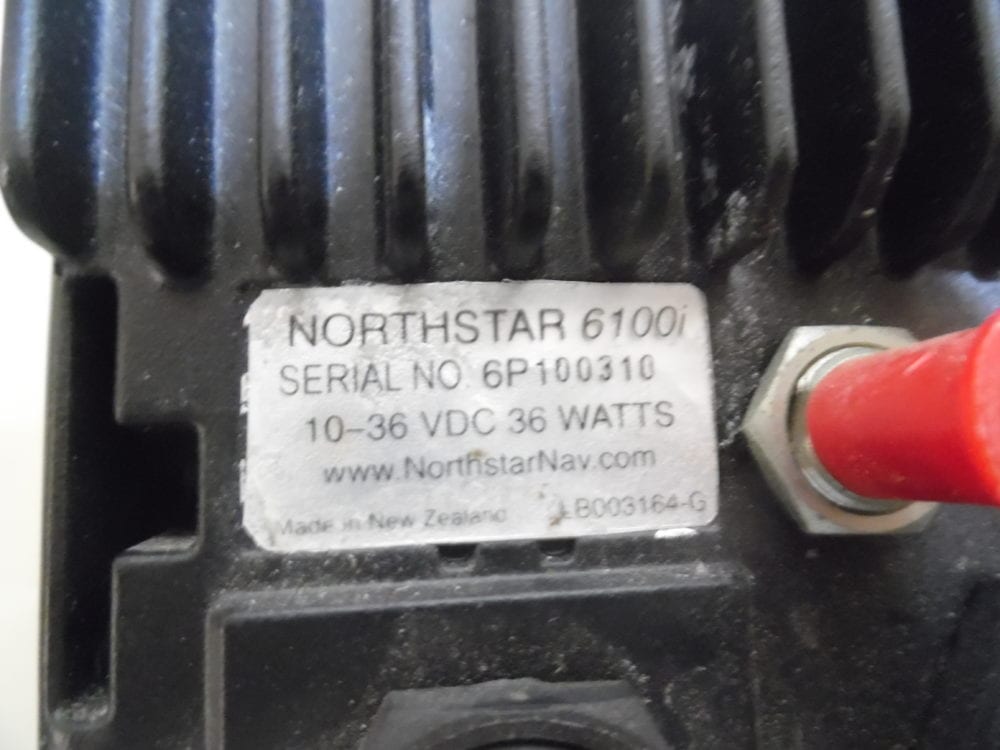 NORTHSTAR 6100i
SERIAL NO. 6P100310
10-36 VDC 36 WATTS
www.NorthstarNav.com
Made in New Zealand LB003164-G